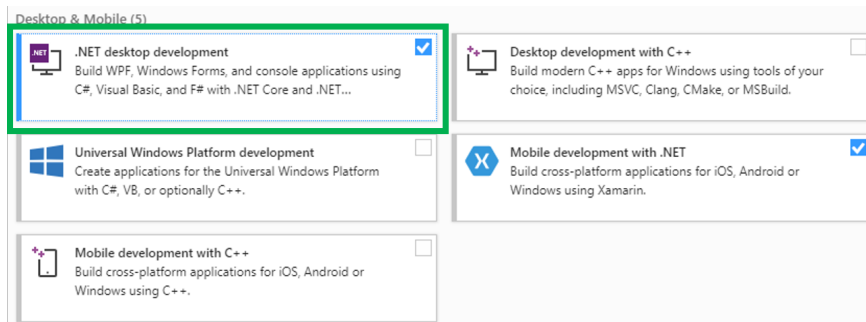 Desktop & Mobile (5)
.NET
.NET desktop development
Build WPF, Windows Forms, and console applications using
C#, Visual Basic, and F# with .NET Core and .NET...
Desktop development with C++
Build modern C++ apps for Windows using tools of your
choice, including MSVC, Clang, CMake, or MSBuild.
Universal Windows Platform development
Create applications for the Universal Windows Platform
with C#, VB, or optionally C++.
Mobile development with .NET
Build cross-platform applications for iOS, Android or
Windows using Xamarin.
Mobile development with C++
Build cross-platform applications for iOS, Android or
Windows using C++.